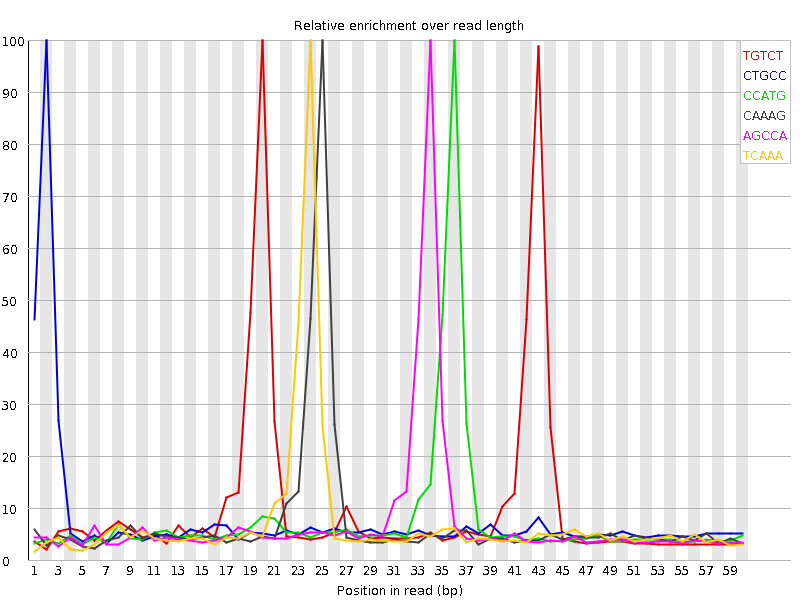 Relative enrichment over read length
100
90
80
70
60
50
40
30
20
10
0
TGTCT
CTGCC
CCATG
CAAAG
AGCCA
TCAAA
1 3 5 7 9 11 13 15 17 19 21 23 25 27 29 31 33 35 37 39 41 43 45 47 49 51 53 55 57 59
Position in read (bp)